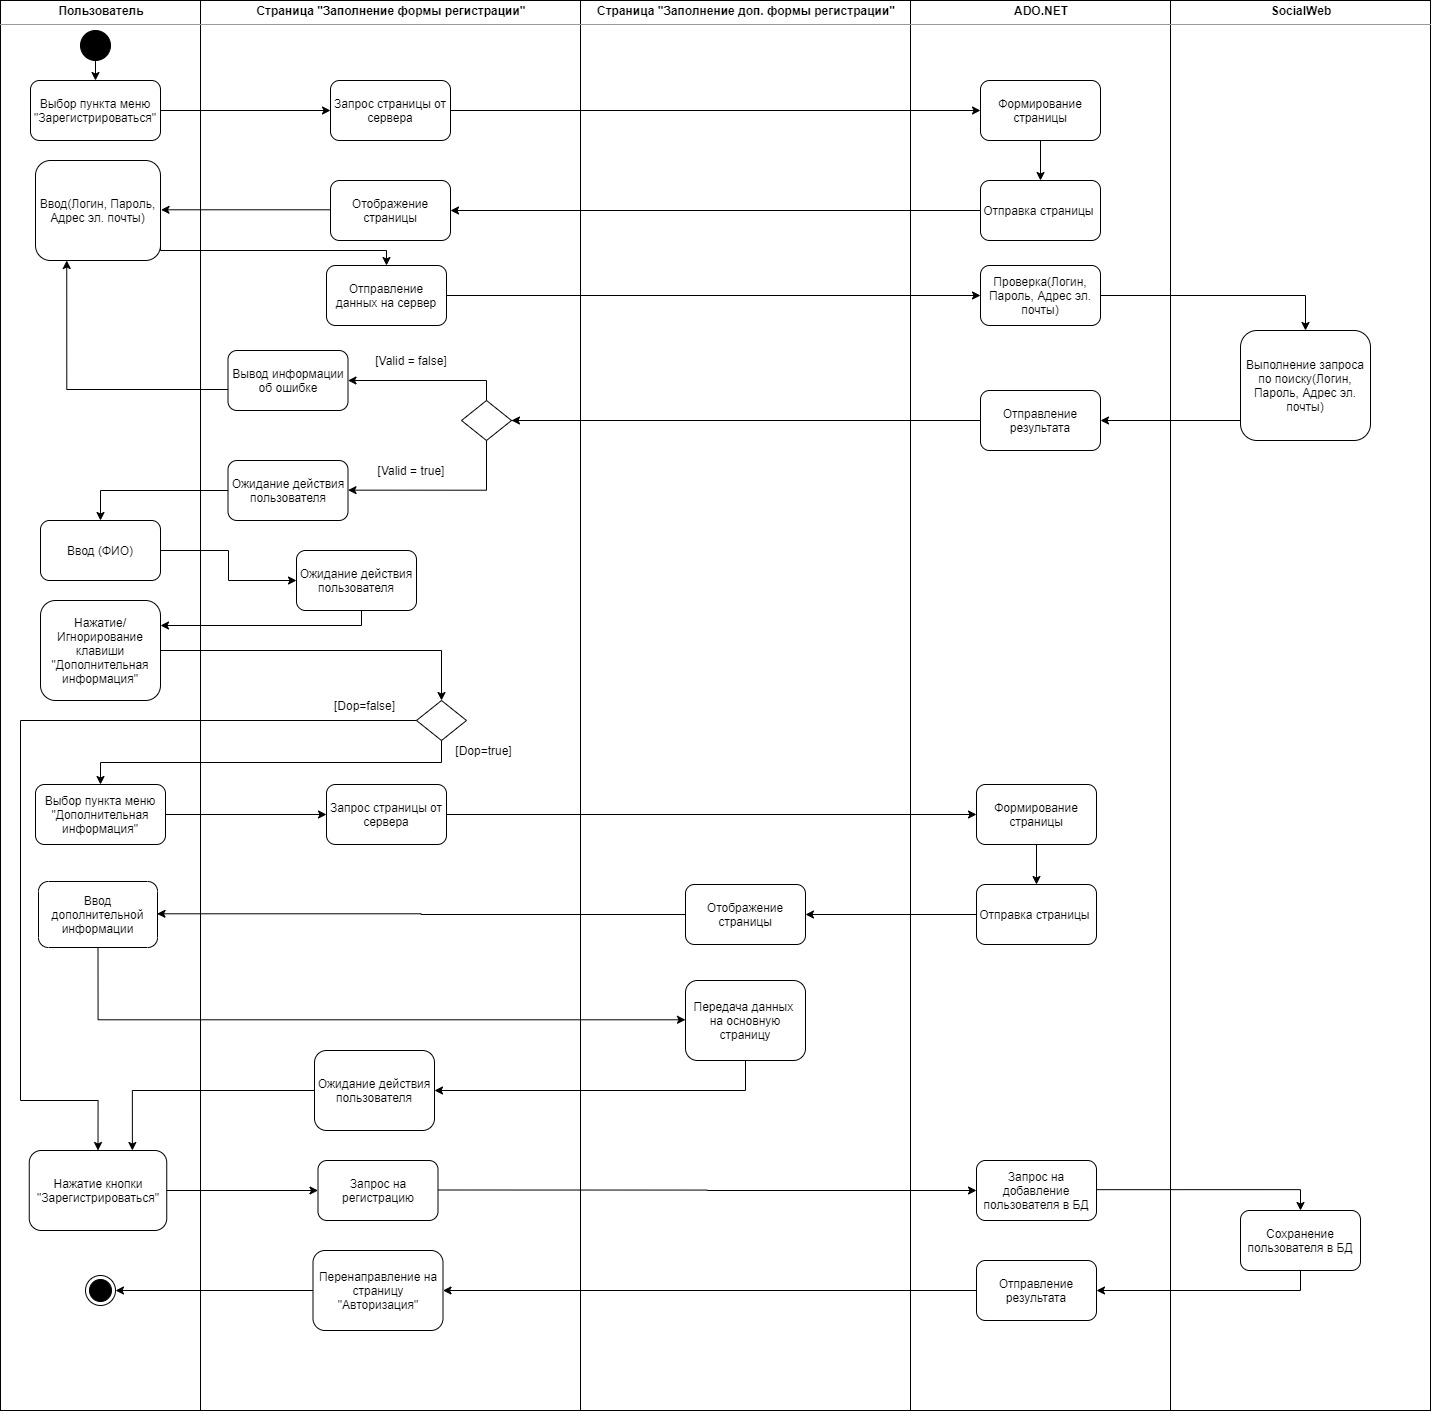 Пользователь
Страница "Заполнение формы регистрации"
Страница "Заполнение доп. формы регистрации"
ADO.NET
SocialWeb
Выбор пункта меню
"Зарегистрироваться"
Запрос страницы от
сервера
Формирование
страницы
Ввод(Логин, Пароль,
Адрес эл. почты)
Отображение
страницы
Отправка страницы
Отправление
данных на сервер
Проверка(Логин,
Пароль, Адрес эл.
почты)
Выполнение запроса
по поиску(Логин,
Пароль, Адрес эл.
почты)
[Valid = false]
Вывод информации
об ошибке
Отправление
результата
[Valid = true]
Ожидание действия
пользователя
Ввод (ФИО)
Ожидание действия
пользователя
Нажатие/
Игнорирование
клавиши
"Дополнительная
информация"
[Dop=false]
[Dop=true]
Выбор пункта меню
"Дополнительная
информация"
Запрос страницы от
сервера
Формирование
страницы
Ввод
дополнительной
информации
Отображение
страницы
Отправка страницы
Передача данных
на основную
страницу
Ожидание действия
пользователя
Нажатие кнопки
"Зарегистрироваться"
Запрос на
регистрацию
Запрос на
добавление
пользователя в БД
Сохранение
пользователя в БД
Перенаправление на
страницу
"Авторизация"
Отправление
результата